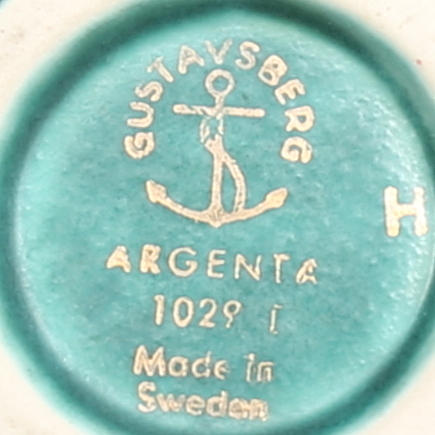 GUSTAVSBERG
H
ARGENTA
1029 I
Made in
Sweden